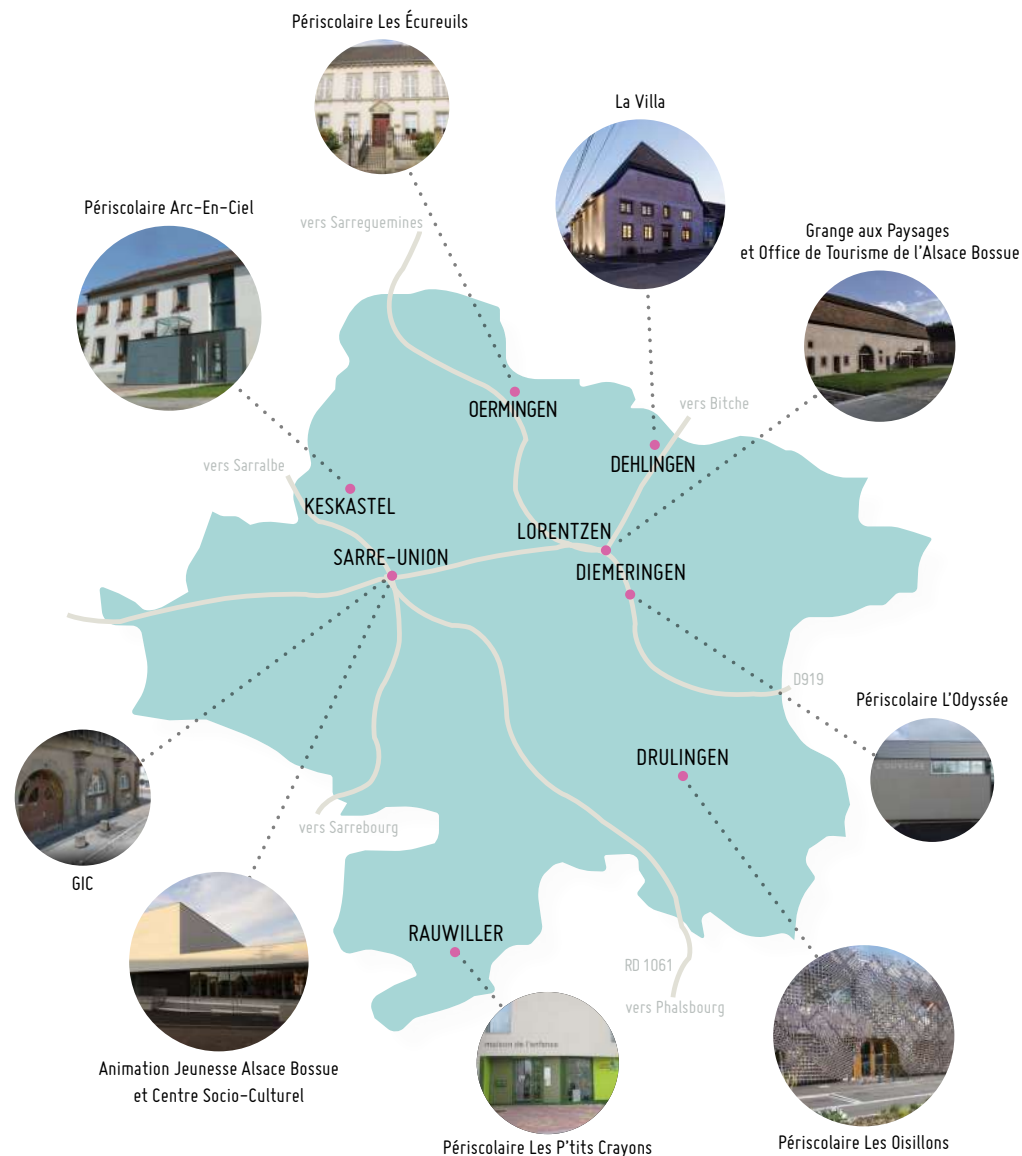 Périscolaire Les Écureuils
La Villa
Périscolaire Arc-En-Ciel
vers Sarreguemines
Grange aux Paysages
et Office de Tourisme de l'Alsace Bossue
OERMINGEN
vers Bitche
DEHLINGEN
vers Sarralbe
KESKASTEL
LORENTZEN
SARRE-UNION
DIEMERINGEN
D919
Périscolaire L'Odyssée
DRULINGEN
L'ODYSSÉE
vers Sarrebourg
GIC
RAUWILLER
RD 1061
vers Phalsbourg
maison de l'enfance
Animation Jeunesse Alsace Bossue
et Centre Socio-Culturel
Périscolaire Les P'tits Crayons
Périscolaire Les Oisillons